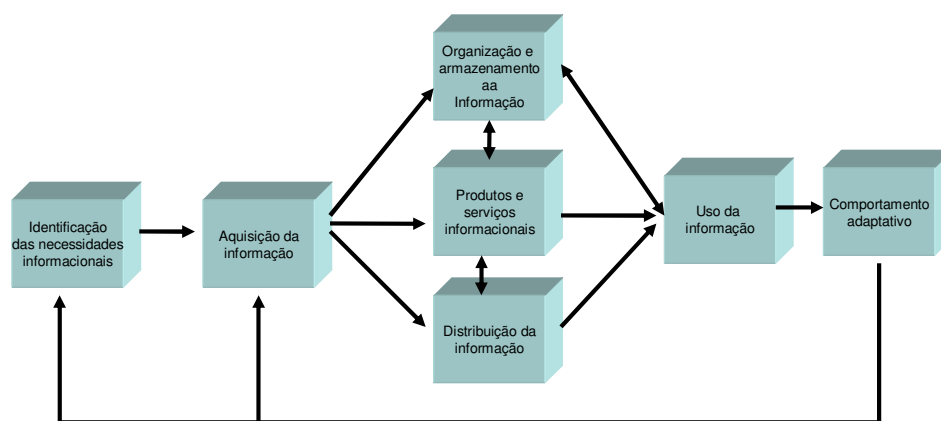 Identificação
das necessidades
informacionais
Aquisição da
informação
Organização e
armazenamento
aa
Informação
Produtos e
serviços
informacionais
Distribuição da
informação
Uso da
informação
Comportamento
adaptativo